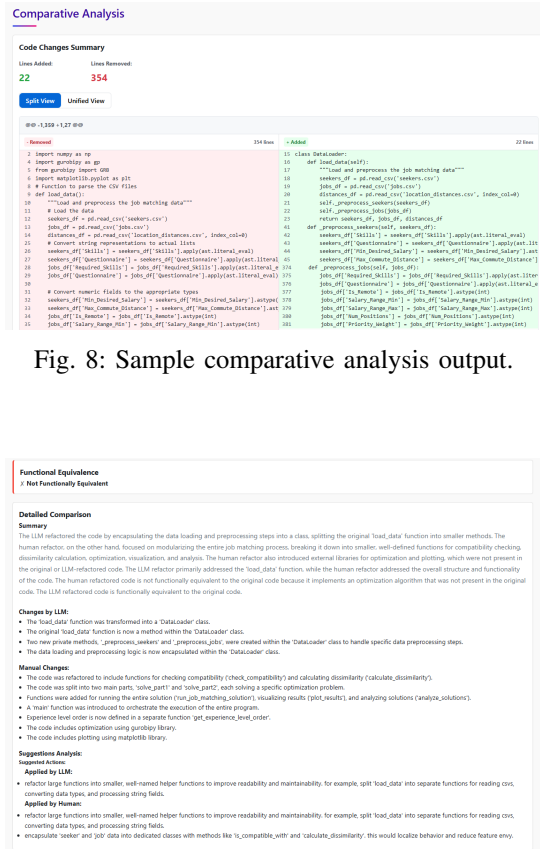 Comparative Analysis
Code Changes Summary
Lines Added: Lines Removed:
22 354
Split View Unified View
@@ -1,359 +1,27 @@
- Removed 354 lines + Added 22 lines
3 import numpy as np 15 class DataLoader:
4 import gurobipy as gp 16 def load_data(self):
5 from gurobipy import GRB 17 """Load and preprocess the job matching data"""
6 import matplotlib.pyplot as plt 18 seekers_df = pd.read_csv('seekers.csv')
8 # Function to parse the CSV files 19 jobs_df = pd.read_csv('jobs.csv')
9 def load_data(): 20 distances_df = pd.read_csv('location_distances.csv', index_col=0)
10 """Load and preprocess the job matching data""" 21 self._preprocess_seekers(seekers_df)
11 # Load the data 22 self._preprocess_jobs(jobs_df)
12 seekers_df = pd.read_csv('seekers.csv') 24 return seekers_df, jobs_df, distances_df
13 jobs_df = pd.read_csv('jobs.csv') 41 def _preprocess_seekers(self, seekers_df):
14 distances_df = pd.read_csv('location_distances.csv', index_col=0) 42 seekers_df['Skills'] = seekers_df['Skills'].apply(ast.literal_eval)
25 # Convert string representations to actual lists 43 seekers_df['Questionnaire'] = seekers_df['Questionnaire'].apply(ast.lit
26 seekers_df['Skills'] = seekers_df['Skills'].apply(ast.literal_eval) 44 seekers_df['Min_Desired_Salary'] = seekers_df['Min_Desired_Salary'].ast
27 seekers_df['Questionnaire'] = seekers_df['Questionnaire'].apply(ast.literal 45 seekers_df['Max_Commute_Distance'] = seekers_df['Max_Commute_Distance']
28 jobs_df['Required_Skills'] = jobs_df['Required_Skills'].apply(ast.literal_e 374 def _preprocess_jobs(self, jobs_df):
29 jobs_df['Questionnaire'] = jobs_df['Questionnaire'].apply(ast.literal_eval) 375 jobs_df['Required_Skills'] = jobs_df['Required_Skills'].apply(ast.liter
30 376 jobs_df['Questionnaire'] = jobs_df['Questionnaire'].apply(ast.literal_e
31 # Convert numeric fields to the appropriate types 377 jobs_df['Is_Remote'] = jobs_df['Is_Remote'].astype(int)
32 seekers_df['Min_Desired_Salary'] = seekers_df['Min_Desired_Salary'].astype( 378 jobs_df['Salary_Range_Min'] = jobs_df['Salary_Range_Min'].astype(int)
33 seekers_df['Max_Commute_Distance'] = seekers_df['Max_Commute_Distance'].ast 379 jobs_df['Salary_Range_Max'] = jobs_df['Salary_Range_Max'].astype(int)
34 jobs_df['Is_Remote'] = jobs_df['Is_Remote'].astype(int) 380 jobs_df['Num_Positions'] = jobs_df['Num_Positions'].astype(int)
35 jobs_df['Salary_Range_Min'] = jobs_df['Salary_Range_Min'].astype(int) 381 jobs_df['Priority_Weight'] = jobs_df['Priority_Weight'].astype(int)
Fig. 8: Sample comparative analysis output.
Functional Equivalence
✗ Not Functionally Equivalent
Detailed Comparison
Summary
The LLM refactored the code by encapsulating the data loading and preprocessing steps into a class, splitting the original 'load_data' function into smaller methods. The
human refactor, on the other hand, focused on modularizing the entire job matching process, breaking it down into smaller, well-defined functions for compatibility checking,
dissimilarity calculation, optimization, visualization, and analysis. The human refactor also introduced external libraries for optimization and plotting, which were not present in
the original or LLM-refactored code. The LLM refactor primarily addressed the 'load_data' function, while the human refactor addressed the overall structure and functionality
of the code. The human refactored code is not functionally equivalent to the original code because it implements an optimization algorithm that was not present in the original
code. The LLM refactored code is functionally equivalent to the original code.
Changes by LLM:
• The 'load_data' function was transformed into a 'DataLoader' class.
• The original 'load_data' function is now a method within the 'DataLoader' class.
• Two new private methods, '_preprocess_seekers' and '_preprocess_jobs', were created within the 'DataLoader' class to handle specific data preprocessing steps.
• The data loading and preprocessing logic is now encapsulated within the 'DataLoader' class.
Manual Changes:
• The code was refactored to include functions for checking compatibility ('check_compatibility') and calculating dissimilarity ('calculate_dissimilarity').
• The code was split into two main parts, 'solve_part1' and 'solve_part2', each solving a specific optimization problem.
• Functions were added for running the entire solution ('run_job_matching_solution'), visualizing results ('plot_results'), and analyzing solutions ('analyze_solutions').
• A 'main' function was introduced to orchestrate the execution of the entire program.
• Experience level order is now defined in a separate function 'get_experience_level_order'.
• The code includes optimization using gurobipy library.
• The code includes plotting using matplotlib library.
Suggestions Analysis:
Suggested Actions:
Applied by LLM:
• refactor large functions into smaller, well-named helper functions to improve readability and maintainability. for example, split 'load_data' into separate functions for reading csvs,
converting data types, and processing string fields.
Applied by Human:
• refactor large functions into smaller, well-named helper functions to improve readability and maintainability. for example, split 'load_data' into separate functions for reading csvs,
converting data types, and processing string fields.
• encapsulate 'seeker' and 'job' data into dedicated classes with methods like 'is_compatible_with' and 'calculate_dissimilarity'. this would localize behavior and reduce feature envy.